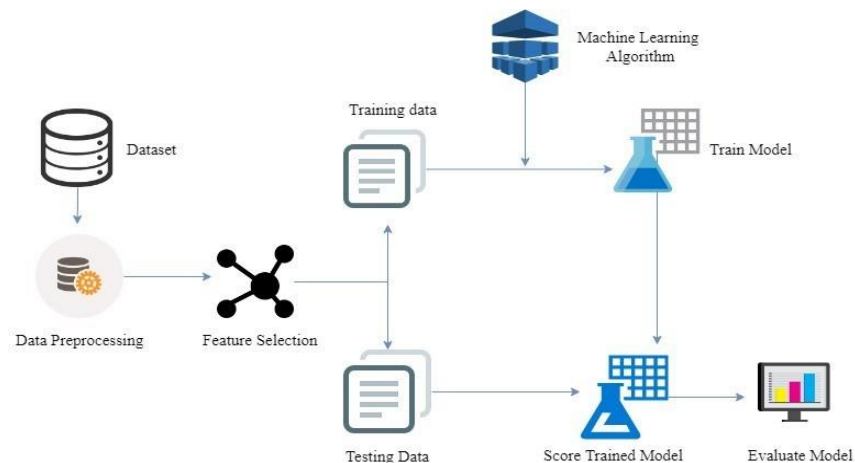 Machine Learning
Algorithm
Training data
Dataset
Train Model
Data Preprocessing
Feature Selection
Testing Data
Score Trained Model
Evaluate Model